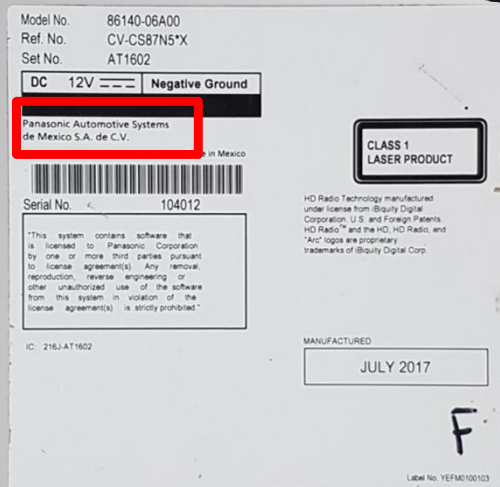 Model No. 86140-06A00
Ref. No. CV-CS87N5*X
Set No. AT1602
DC 12V Negative Ground
Panasonic Automotive Systems
de Mexico S.A. de C.V.
in Mexico
CLASS 1
LASER PRODUCT
Serial No. 104012
HD Radio Technology manufactured
under license from iBiquity Digital
Corporation. U.S. and Foreign Patents.
HD Radio™ and the HD, HD Radio, and
"Arc" logos are proprietary
trademarks of iBiquity Digital Corp.
"This system contains software that
is licensed to Panasonic Corporation
by one or more third parties pursuant
to license agreement(s) Any removal,
reproduction, reverse engineering or
other unauthorized use of the software
from this system in violation of the
license agreement(s) is strictly prohibited."
IC: 216J-AT1602
MANUFACTURED
JULY 2017
F
Label No. YEFM0100103